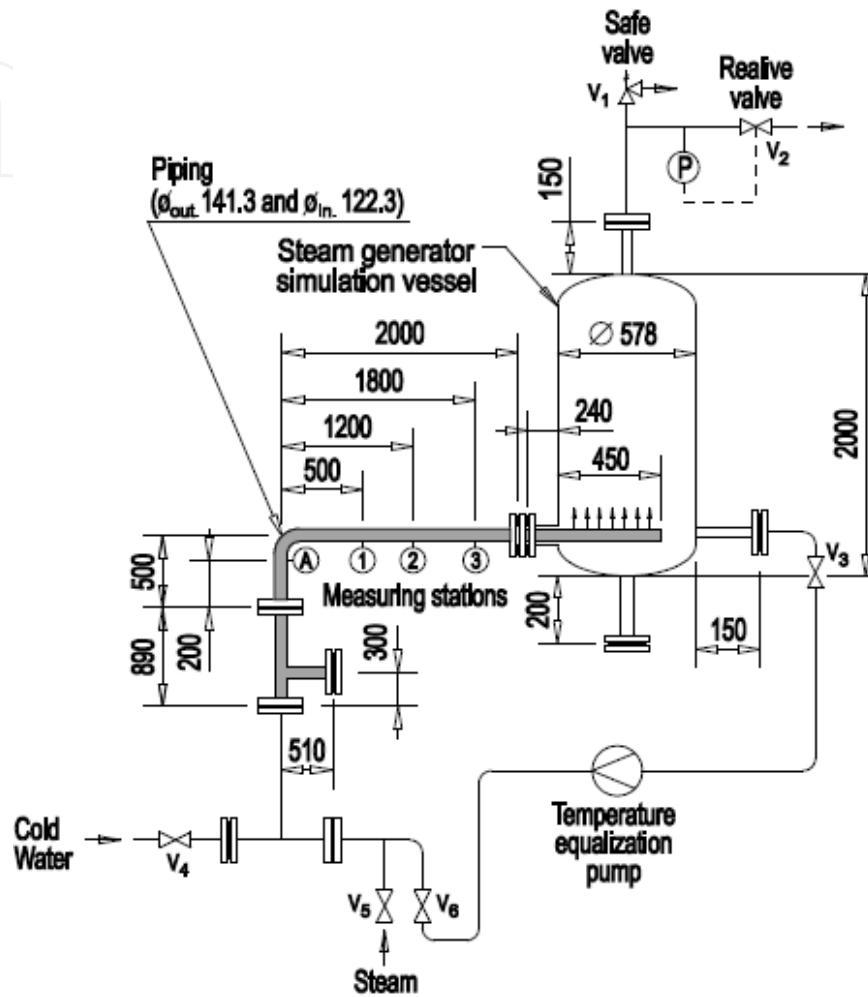 Safe
valve
V1
Realive
valve
V2
P
150
Piping
(øout. 141.3 and øin. 122.3)
Steam generator
simulation vessel
2000
∅ 578
1800
240
1200
450
500
2000
A
1
2
3
V3
500
Measuring stations
200
200
890
300
150
510
Cold
Water
V4
Temperature
equalization
pump
V5
V6
Steam